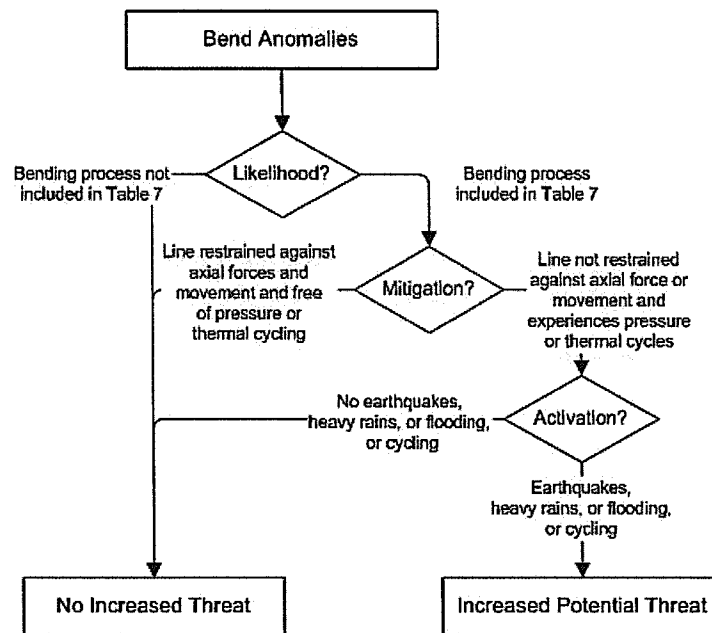 Bend Anomalies
Likelihood?
Bending process not
included in Table 7
Bending process
included in Table 7
Line restrained against
axial forces and
movement and free
of pressure or
thermal cycling
Mitigation?
Line not restrained
against axial force or
movement and
experiences pressure
or thermal cycles
No earthquakes,
heavy rains, or flooding,
or cycling
Activation?
Earthquakes,
heavy rains, or flooding,
or cycling
No Increased Threat
Increased Potential Threat